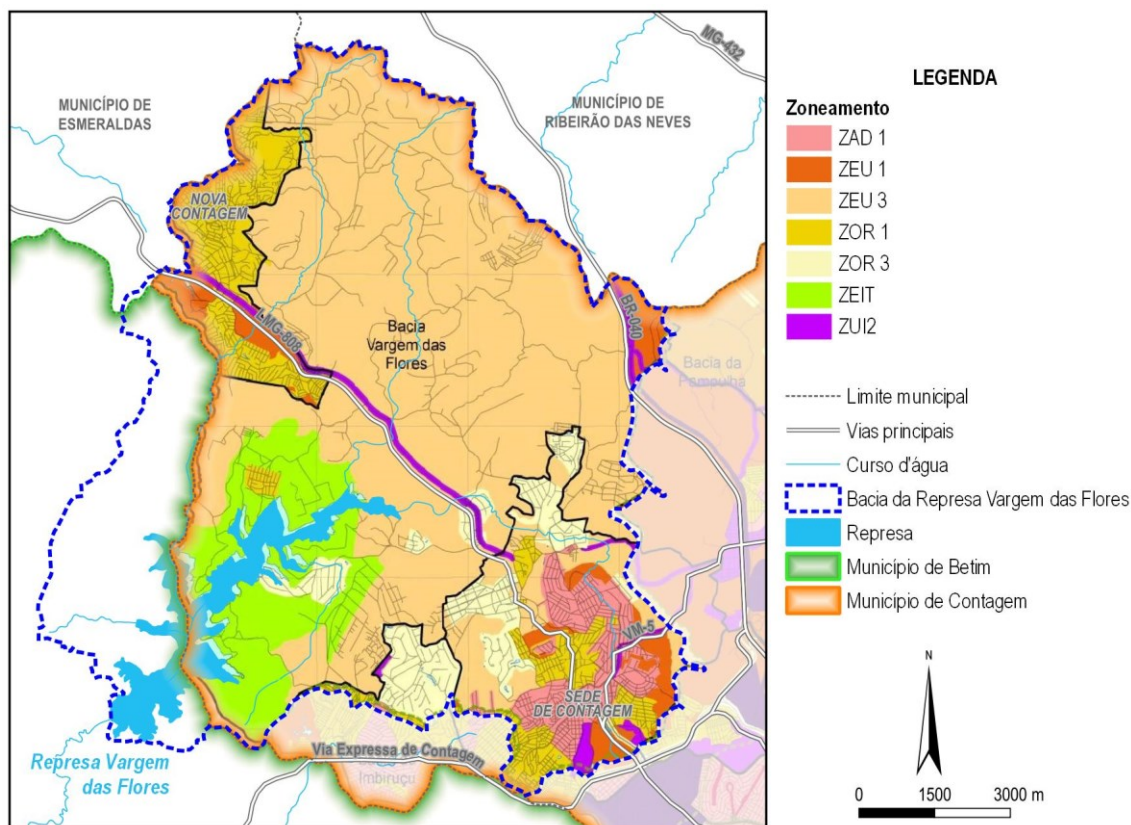 MG-432
MUNICÍPIO DE
ESMERALDAS
MUNICÍPIO DE
RIBEIRÃO DAS NEVES
NOVA
CONTAGEM
LMG-808
BR-040
Bacia
Vargem das
Flores
Bacia da
Pampulha
VM-5
SEDE
DE CONTAGEM
Via Expressa de Contagem
Imbiruçu
Represa Vargem
das Flores
LEGENDA
Zoneamento
ZAD 1
ZEU 1
ZEU 3
ZOR 1
ZOR 3
ZEIT
ZUI2
Limite municipal
Vias principais
Curso d'água
Bacia da Represa Vargem das Flores
Represa
Município de Betim
Município de Contagem
N
0 1500 3000 m